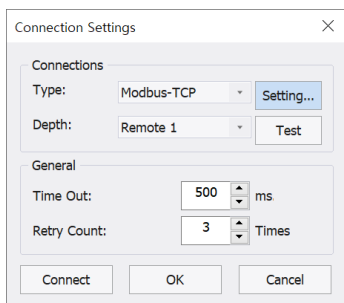 Connection Settings
Connections
Type: Modbus-TCP Setting...
Depth: Remote 1 Test
General
Time Out: 500 ms
Retry Count: 3 Times
Connect OK Cancel